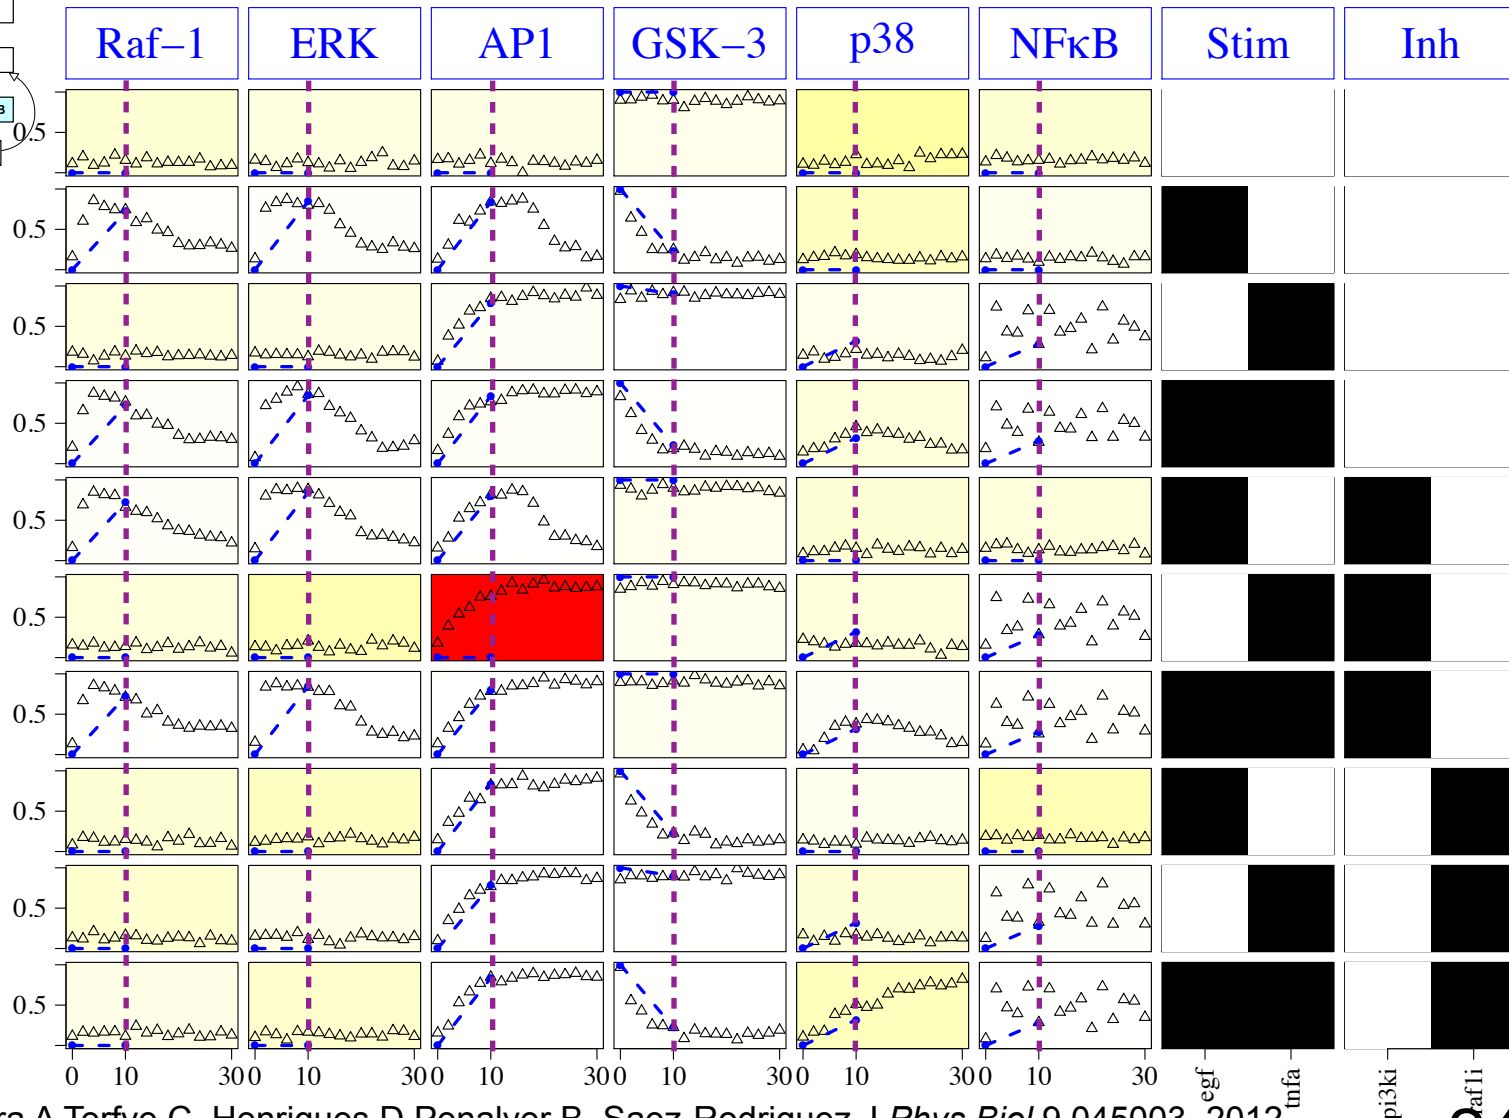 Raf−1 ERK AP1 GSK−3 p38 NFκB Stim Inh
B
0.5
0.5
0.5
0.5
0.5
0.5
0.5
0.5
0.5
0.5
0 10 30 0 10 30 0 10 30 0 10 30 0 10 30 0 10 30
egf tnfa pi3ki raf1i
A Terfve C, Henriques D Penalver B, Saez-Rodriguez, J Phys Biol 9 045003, 2012